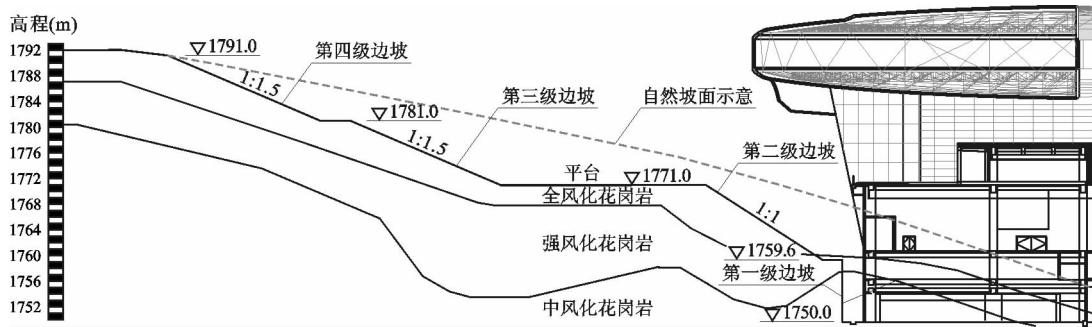 高程(m)
1792
1788
1784
1780
1776
1772
1768
1760
1756
1752
▽1791.0
第四级边坡
1:1.5
▽1781.0
第三级边坡
1:1.5
自然坡面示意
第二级边坡
平台
▽1771.0
全风化花岗岩
1:1
强风化花岗岩
▽1759.6
第一级边坡
中风化花岗岩
▽1750.0